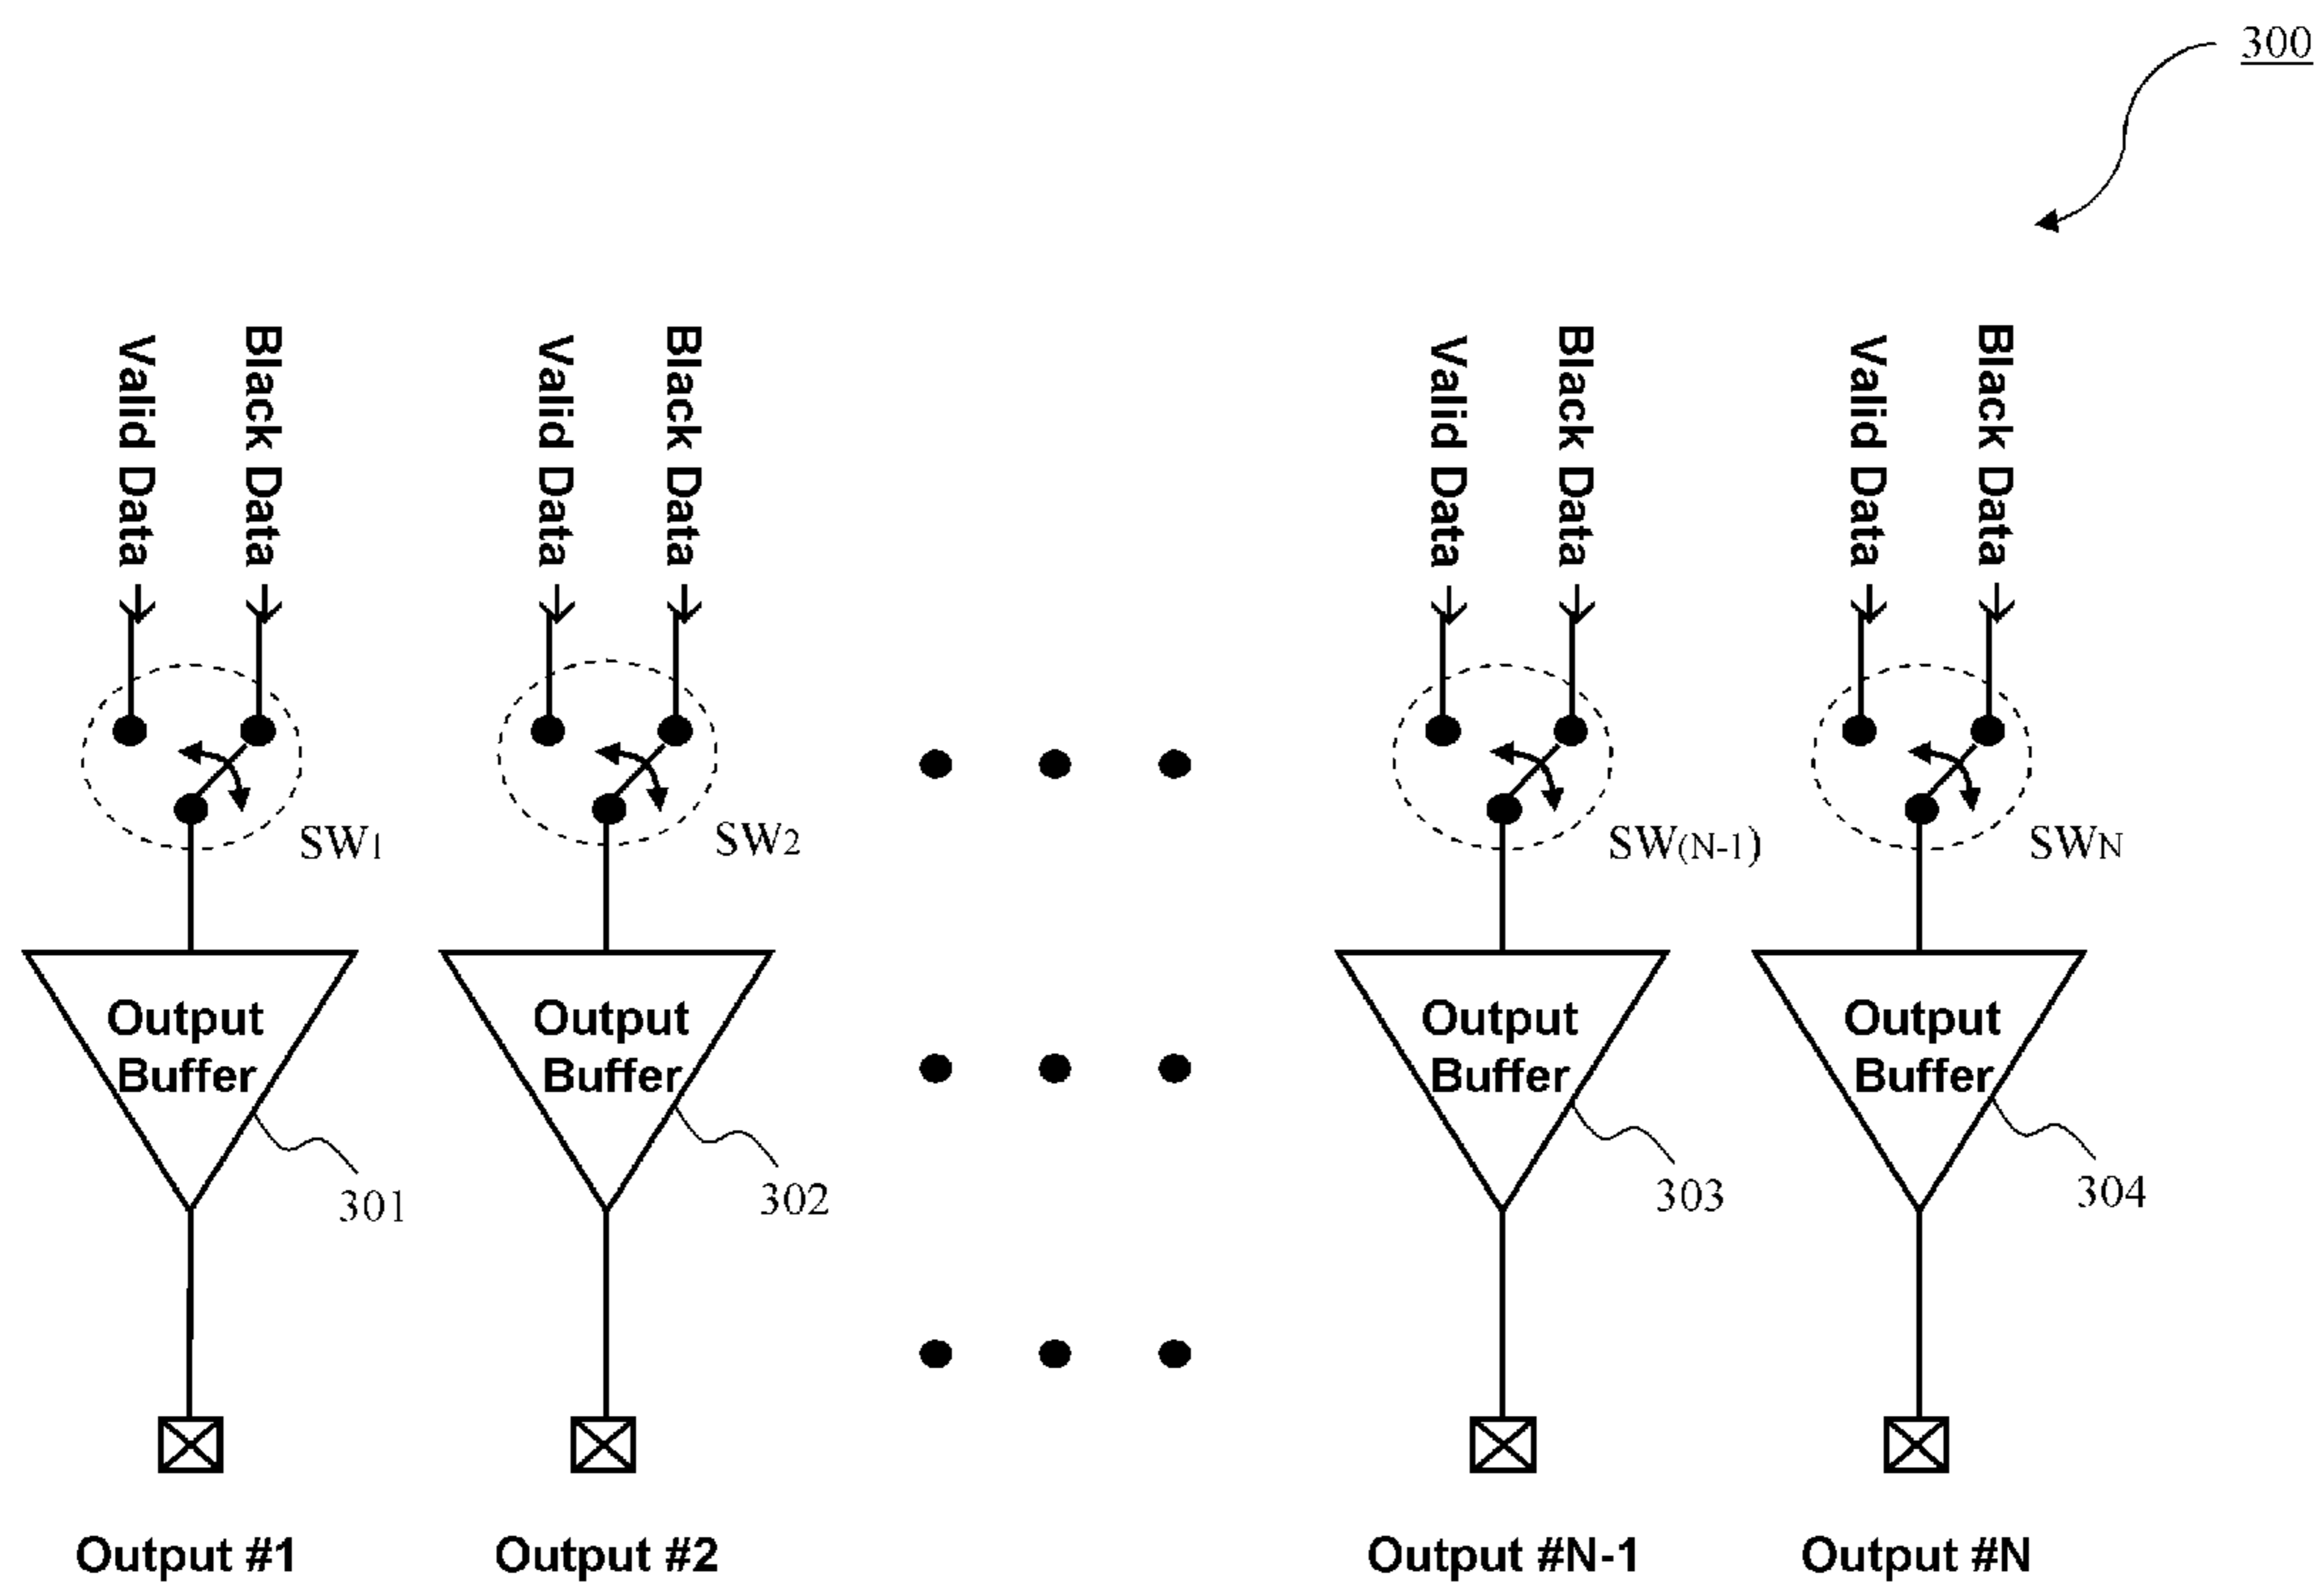 300
Valid Data
Black Data
Valid Data
Black Data
Valid Data
Black Data
Valid Data
Black Data
SW1
SW2
SW(N-1)
SWN
Output
Buffer
Output
Buffer
Output
Buffer
Output
Buffer
301
302
303
304
Output #1
Output #2
Output #N-1
Output #N